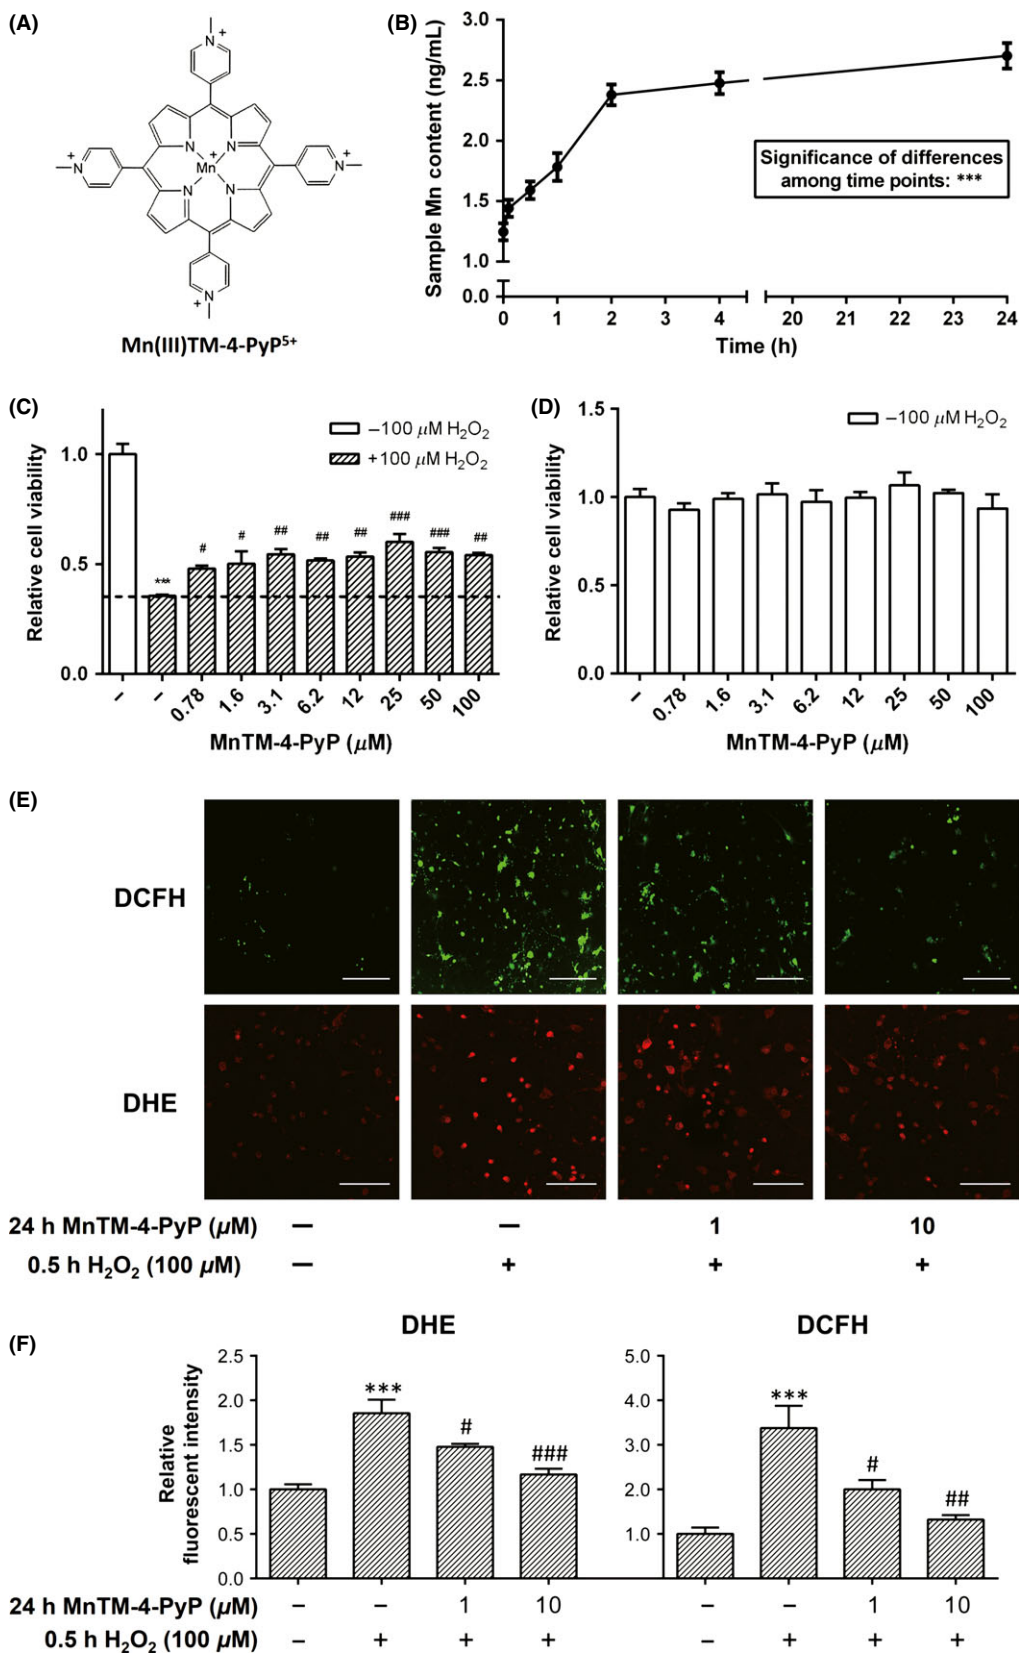 (A)
N
+
N
+
N
+
N
+
N
N
N
N
Mn
+
Mn(III)TM-4-PyP5+
(B)
Sample Mn content (ng/mL)
3.0
2.5
2.0
1.5
1.0
0.0
Significance of differences
among time points: ***
0 1 2 4 20 21 22 23 24
Time (h)
(C)
Relative cell viability
1.0
0.5
0.0
–100 µM H2O2
+100 µM H2O2
*** # # ## ## ## ### ### ##
– – 0.78 1.6 3.1 6.2 12 25 50 100
MnTM-4-PyP (µM)
(D)
Relative cell viability
1.5
1.0
0.5
0.0
–100 µM H2O2
– 0.78 1.6 3.1 6.2 12 25 50 100
MnTM-4-PyP (µM)
(E)
DCFH
DHE
24 h MnTM-4-PyP (µM) – – 1 10
0.5 h H2O2 (100 µM) – + + +
(F)
DHE
Relative
fluorescent intensity
2.5
2.0
1.5
1.0
0.5
0.0
*** # ###
DCFH
5.0
4.0
3.0
2.0
1.0
*** # ##
24 h MnTM-4-PyP (µM) – – 1 10 – – 1 10
0.5 h H2O2 (100 µM) – + + + – + + +